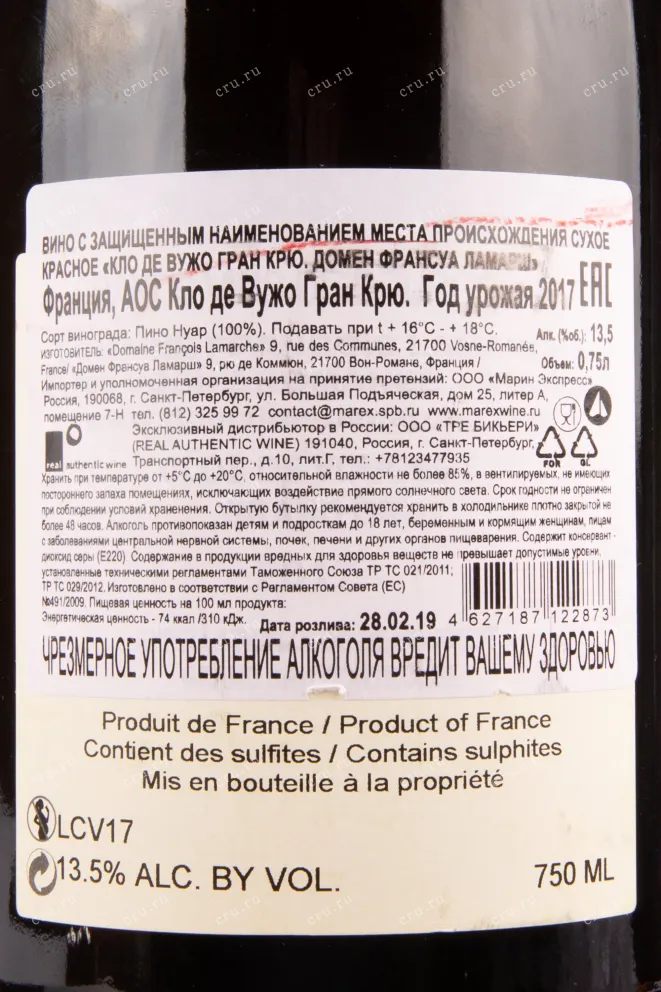 ВИНО С ЗАЩИЩЕННЫМ НАИМЕНОВАНИЕМ МЕСТА ПРОИСХОЖДЕНИЯ СУХОЕ
КРАСНОЕ «КЛО ДЕ ВУЖО ГРАН КРЮ. ДОМЕН ФРАНСУА ЛАМАРШ»
Франция, АОС Кло де Вужо Гран Крю. Год урожая 2017 EAC
Сорт винограда: Пино Нуар (100%). Подавать при t + 16°C - + 18°C. Алк. (%об.): 13,5
Изготовитель: «Domaine François Lamarche» 9, rue des Communes, 21700 Vosne-Romanée,
France/ «Домен Франсуа Ламарш» 9, рю де Коммюн, 21700 Вон-Романе, Франция / Объем: 0,75л
Импортер и уполномоченная организация на принятие претензий: ООО «Марин Экспресс»
Россия, 190068, г. Санкт-Петербург, ул. Большая Подъяческая, дом 25, литер А,
помещение 7-Н тел. (812) 325 99 72 contact@marex.spb.ru www.marexwine.ru
Эксклюзивный дистрибьютор в России: ООО «ТРЕ БИКЬЕРИ»
(REAL AUTHENTIC WINE) 191040, Россия, г. Санкт-Петербург,
real authentic wine Транспортный пер., д.10, лит.Г, тел.: +78123477935
FOR GL
Хранить при температуре от +5°C до +20°C, относительной влажности не более 85%, в вентилируемых, не имеющих
постороннего запаха помещениях, исключающих воздействие прямого солнечного света. Срок годности не ограничен
при соблюдении условий хранения. Открытую бутылку рекомендуется хранить в холодильнике плотно закрытой не
более 48 часов. Алкоголь противопоказан детям и подросткам до 18 лет, беременным и кормящим женщинам, лицам
с заболеваниями центральной нервной системы, почек, печени и других органов пищеварения. Содержит консервант -
диоксид серы (E220). Содержание в продукции вредных для здоровья веществ не превышает допустимые уровни,
установленные техническими регламентами Таможенного Союза ТР ТС 021/2011;
ТР ТС 029/2012. Изготовлено в соответствии с Регламентом Совета (ЕС)
№491/2009. Пищевая ценность на 100 мл продукта:
Энергетическая ценность - 74 ккал /310 кДж. Дата розлива: 28.02.19 4 627187 122873
ЧРЕЗМЕРНОЕ УПОТРЕБЛЕНИЕ АЛКОГОЛЯ ВРЕДИТ ВАШЕМУ ЗДОРОВЬЮ
Produit de France / Product of France
Contient des sulfites / Contains sulphites
Mis en bouteille à la propriété
LCV17
13.5% ALC. BY VOL. 750 ML
cru.ru